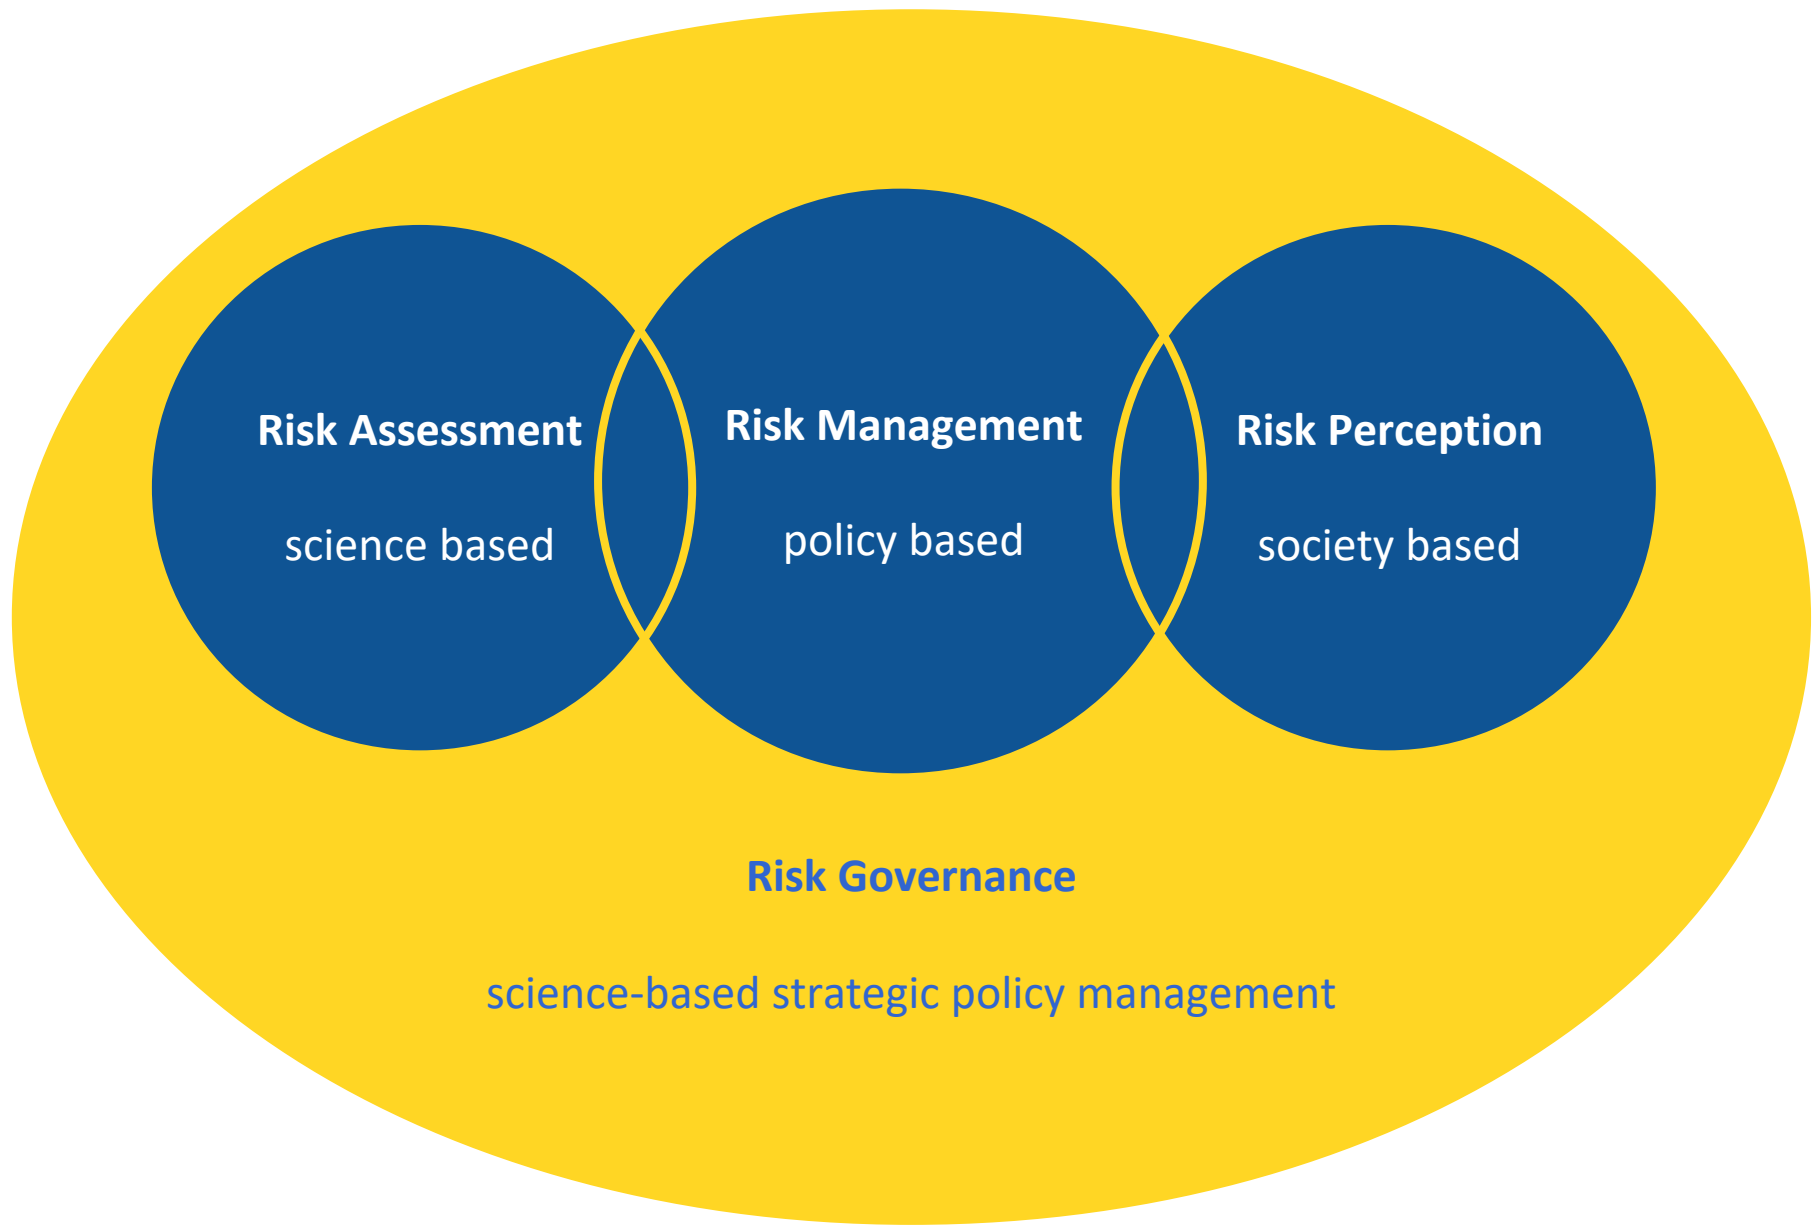 Risk Assessment
science based
Risk Management
policy based
Risk Perception
society based
Risk Governance
science-based strategic policy management